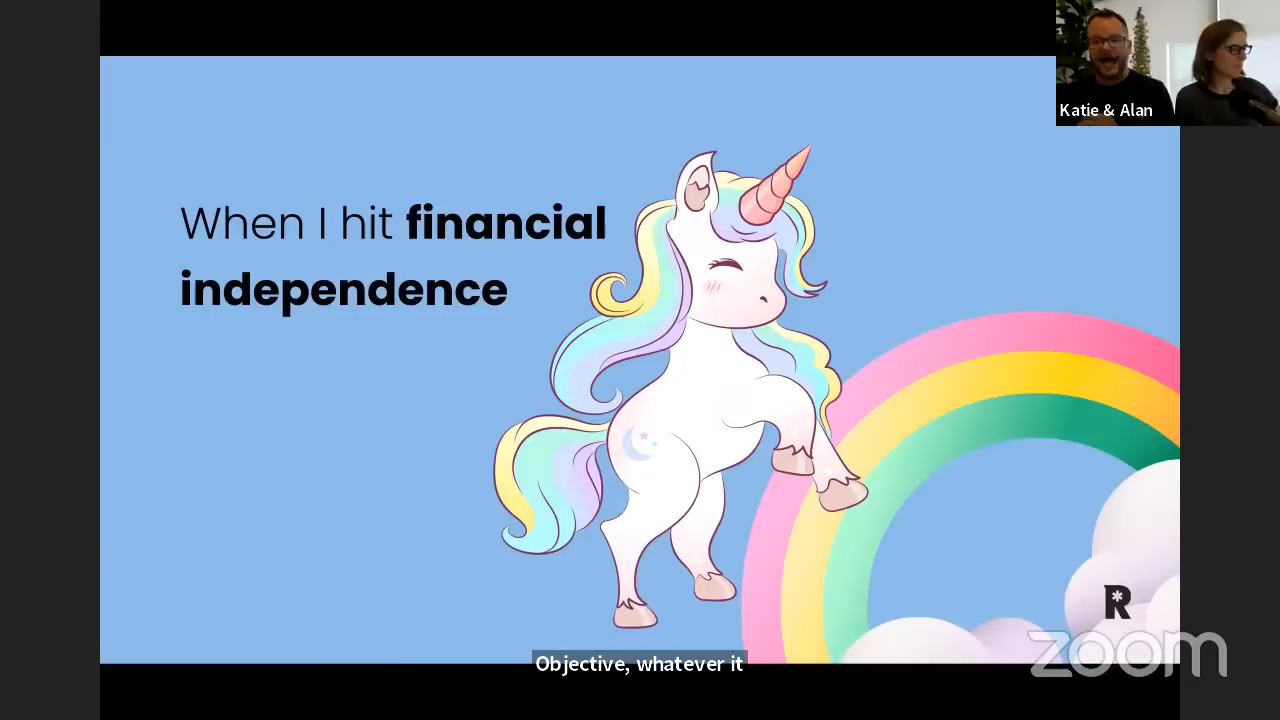 Katie & Alan
When I hit financial
independence
R
zoom
Objective, whatever it